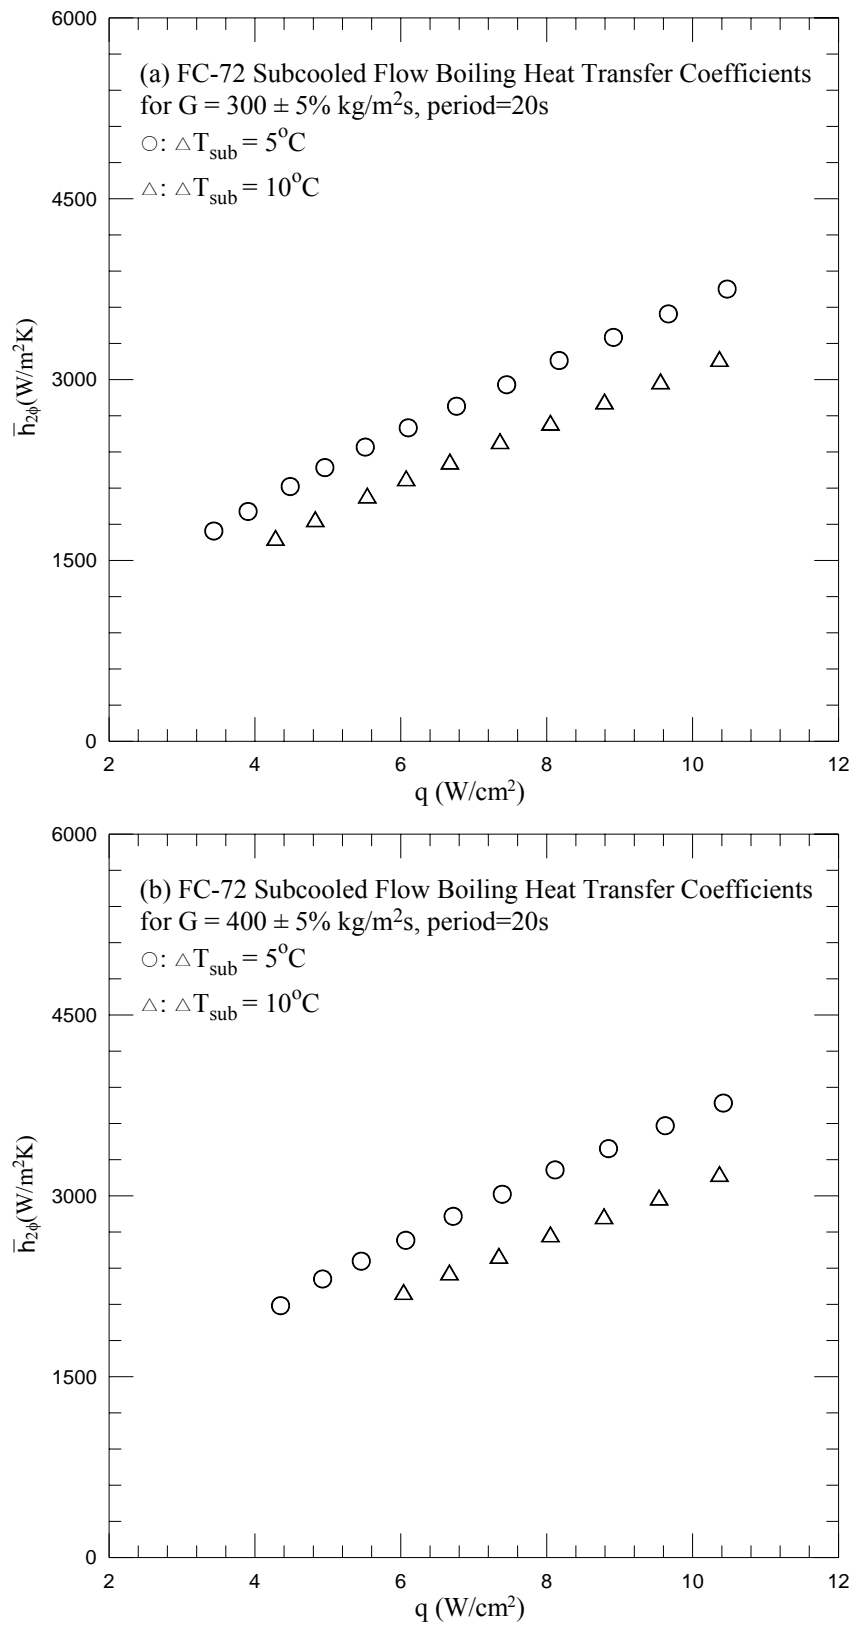 6000
(a) FC-72 Subcooled Flow Boiling Heat Transfer Coefficients
for G = 300 ± 5% kg/m²s, period=20s
○: △T_sub = 5°C
△: △T_sub = 10°C
4500
3000
1500
0
h̅_2ϕ(W/m²K)
2 4 6 8 10 12
q (W/cm²)
6000
(b) FC-72 Subcooled Flow Boiling Heat Transfer Coefficients
for G = 400 ± 5% kg/m²s, period=20s
○: △T_sub = 5°C
△: △T_sub = 10°C
4500
3000
1500
0
h̅_2ϕ(W/m²K)
2 4 6 8 10 12
q (W/cm²)